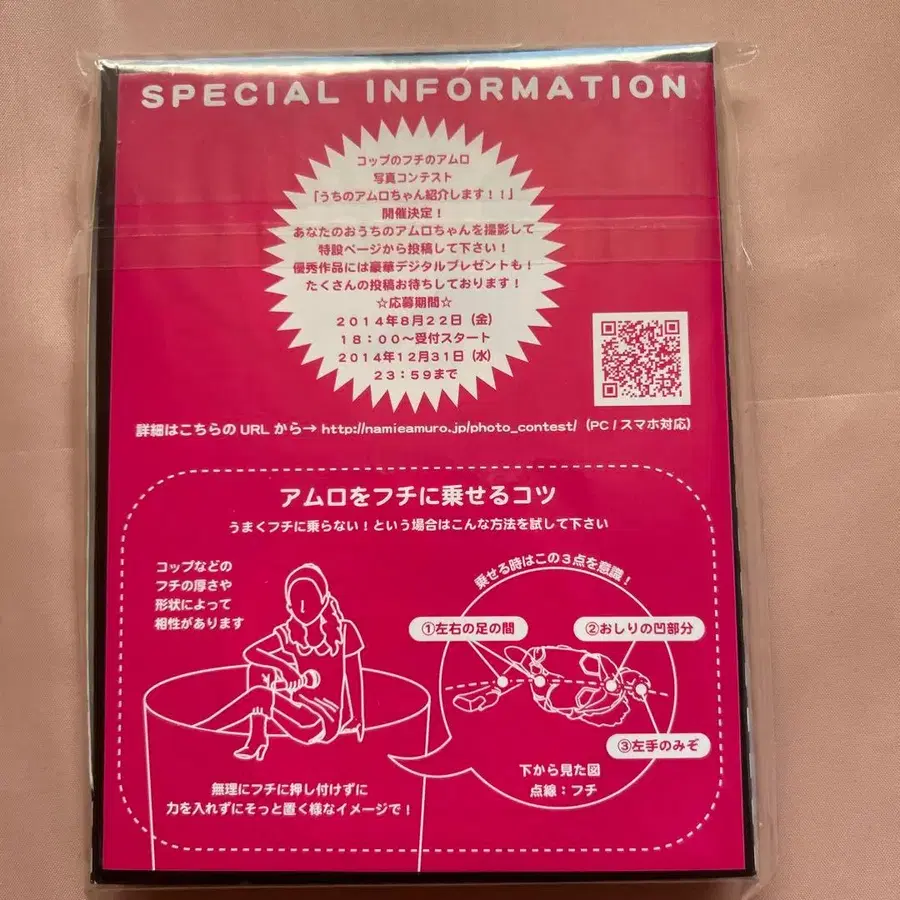 SPECIAL INFORMATION
コップのフチのアムロ
写真コンテスト
「うちのアムロちゃん紹介します！！」
開催決定！
あなたのおうちのアムロちゃんを撮影して
特設ページから投稿して下さい！
優秀作品には豪華デジタルプレゼントも！
たくさんの投稿お待ちしております！
☆応募期間☆
2014年8月22日（金）
18：00〜受付スタート
2014年12月31日（水）
23：59まで
詳細はこちらの URL から→ http://namieamuro.jp/photo_contest/（PC / スマホ対応）
アムロをフチに乗せるコツ
うまくフチに乗らない！という場合はこんな方法を試して下さい
コップなどの
フチの厚さや
形状によって
相性があります
乗せる時はこの３点を意識！
①左右の足の間
②おしりの凹部分
③左手のみぞ
下から見た図
点線：フチ
無理にフチに押し付けずに
力を入れずにそっと置く様なイメージで！